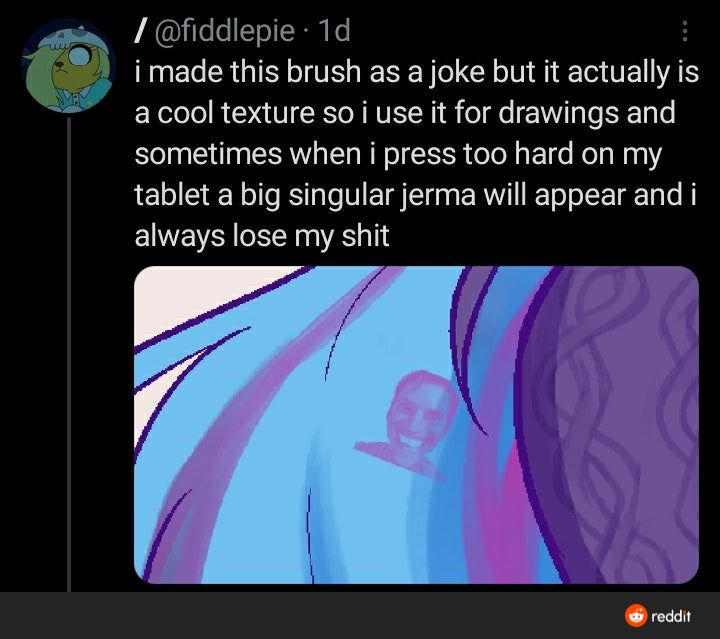 / @fiddlepie · 1d
i made this brush as a joke but it actually is
a cool texture so i use it for drawings and
sometimes when i press too hard on my
tablet a big singular jerma will appear and i
always lose my shit
reddit